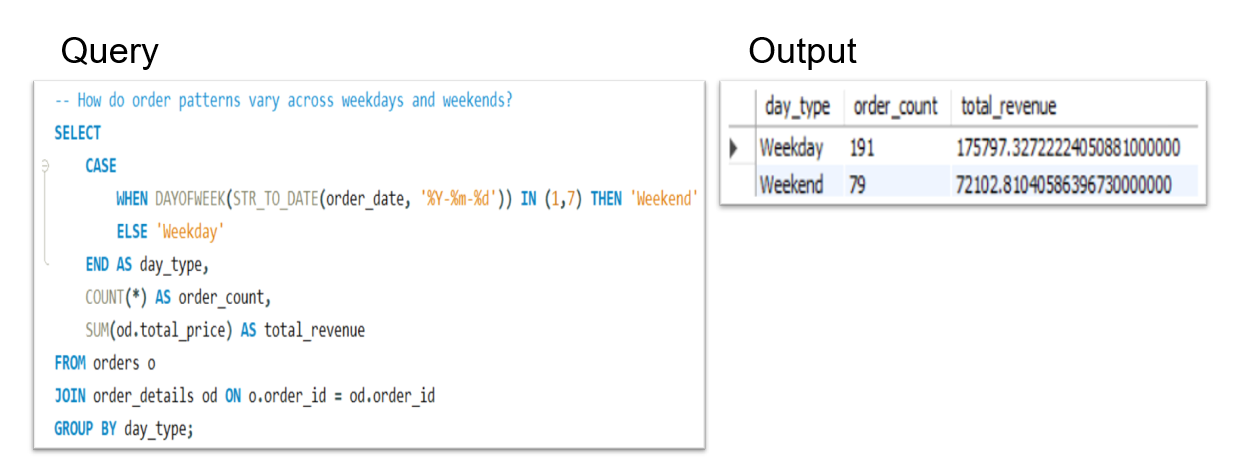 Query
-- How do order patterns vary across weekdays and weekends?
SELECT
CASE
WHEN DAYOFWEEK(STR_TO_DATE(order_date, '%Y-%m-%d')) IN (1,7) THEN 'Weekend'
ELSE 'Weekday'
END AS day_type,
COUNT(*) AS order_count,
SUM(od.total_price) AS total_revenue
FROM orders o
JOIN order_details od ON o.order_id = od.order_id
GROUP BY day_type;
Output
day_type order_count total_revenue
Weekday 191 175797.32722224050881000000
Weekend 79 72102.81040586396730000000